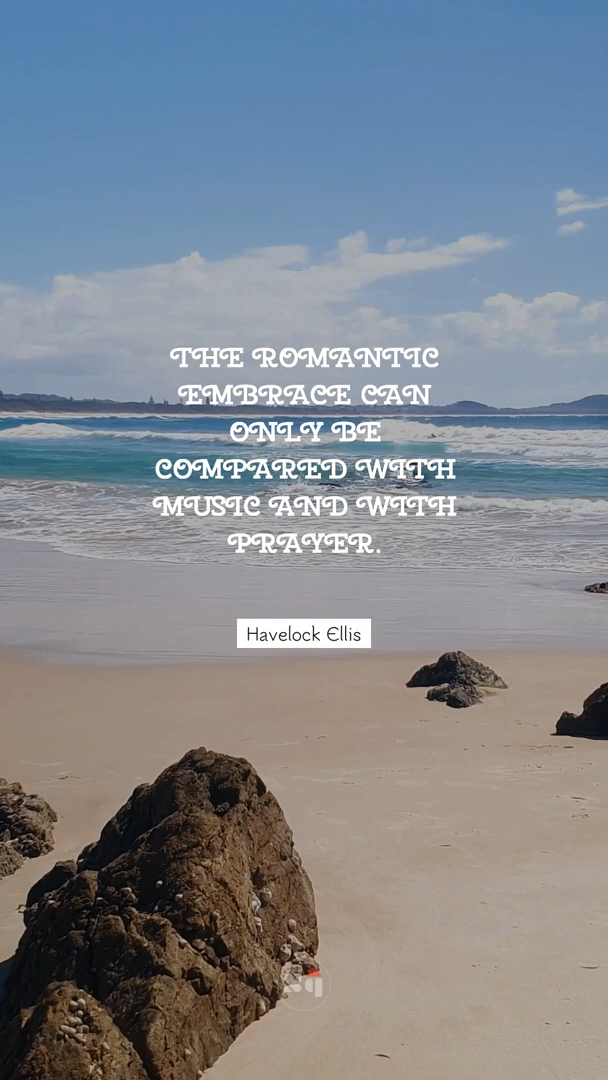 THE ROMANTIC
EMBRACE CAN
ONLY BE
COMPARED WITH
MUSIC AND WITH
PRAYER.
Havelock Ellis